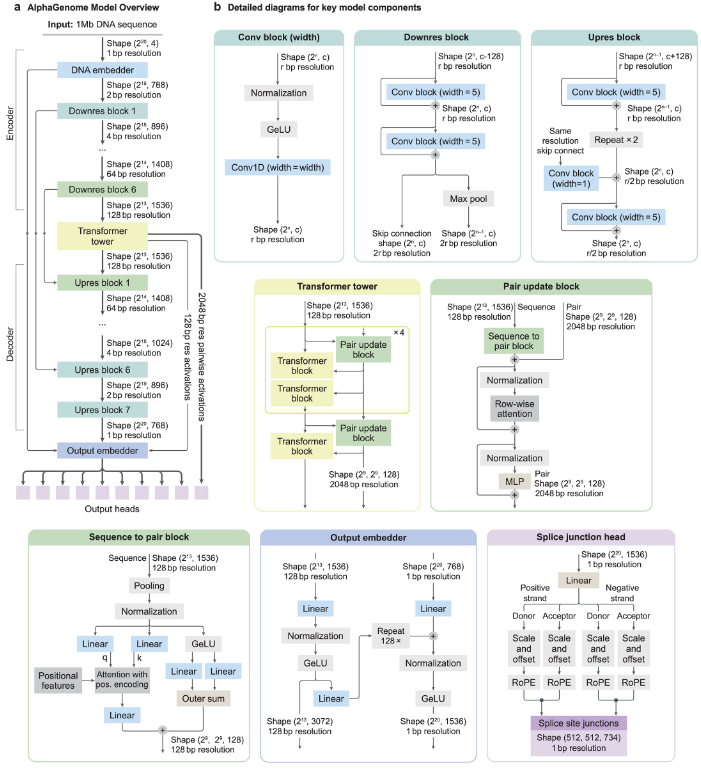 a AlphaGenome Model Overview
Input: 1Mb DNA sequence
Shape (2²⁰, 4)
1 bp resolution
DNA embedder
Shape (2¹⁹, 768)
2 bp resolution
Downres block 1
Shape (2¹⁸, 896)
4 bp resolution
...
Shape (2¹⁴, 1408)
64 bp resolution
Downres block 6
Shape (2¹³, 1536)
128 bp resolution
Transformer
tower
Shape (2¹³, 1536)
128 bp resolution
Upres block 1
Shape (2¹⁴, 1408)
64 bp resolution
...
Shape (2¹⁸, 1024)
4 bp resolution
Upres block 6
Shape (2¹⁹, 896)
2 bp resolution
Upres block 7
Shape (2²⁰, 768)
1 bp resolution
Output embedder
Output heads
Encoder
Decoder
128 bp res activations
2048 bp res pairwise activations
b Detailed diagrams for key model components
Conv block (width)
Shape (2ⁿ, c)
r bp resolution
Normalization
GeLU
Conv1D (width = width)
Shape (2ⁿ, c)
r bp resolution
Downres block
Shape (2ⁿ, c-128)
r bp resolution
Conv block (width = 5)
Shape (2ⁿ, c)
r bp resolution
Conv block (width = 5)
Max pool
Skip connection
shape (2ⁿ, c)
2r bp resolution
Shape (2ⁿ⁻¹, c)
2r bp resolution
Upres block
Shape (2ⁿ⁻¹, c+128)
r bp resolution
Conv block (width = 5)
Shape (2ⁿ⁻¹, c)
r bp resolution
Same
resolution
skip connect
Repeat × 2
Conv block
(width=1)
Shape (2ⁿ, c)
r/2 bp resolution
Conv block (width = 5)
Shape (2ⁿ, c)
r/2 bp resolution
Transformer tower
Shape (2¹³, 1536)
128 bp resolution
× 4
Pair update
block
Transformer
block
Transformer
block
Pair update
block
Transformer
block
Shape (2⁹, 2⁹, 128)
2048 bp resolution
Pair update block
Shape (2¹³, 1536)
128 bp resolution
Sequence
Pair
Shape (2⁹, 2⁹, 128)
2048 bp resolution
Sequence to
pair block
Normalization
Row-wise
attention
Normalization
MLP
Pair
Shape (2⁹, 2⁹, 128)
2048 bp resolution
Sequence to pair block
Sequence
Shape (2¹³, 1536)
128 bp resolution
Pooling
Normalization
Linear
Linear
GeLU
q
k
Positional
features
Attention with
pos. encoding
Linear
Linear
Outer sum
Linear
Shape (2⁹, 2⁹, 128)
128 bp resolution
Output embedder
Shape (2¹³, 1536)
128 bp resolution
Shape (2²⁰, 768)
1 bp resolution
Linear
Linear
Normalization
Repeat
128 ×
GeLU
Normalization
Linear
GeLU
Shape (2¹³, 3072)
128 bp resolution
Shape (2²⁰, 1536)
1 bp resolution
Splice junction head
Shape (2²⁰, 1536)
1 bp resolution
Linear
Positive
strand
Negative
strand
Donor
Acceptor
Donor
Acceptor
Scale
and
offset
Scale
and
offset
Scale
and
offset
Scale
and
offset
RoPE
RoPE
RoPE
RoPE
Splice site junctions
Shape (512, 512, 734)
1 bp resolution